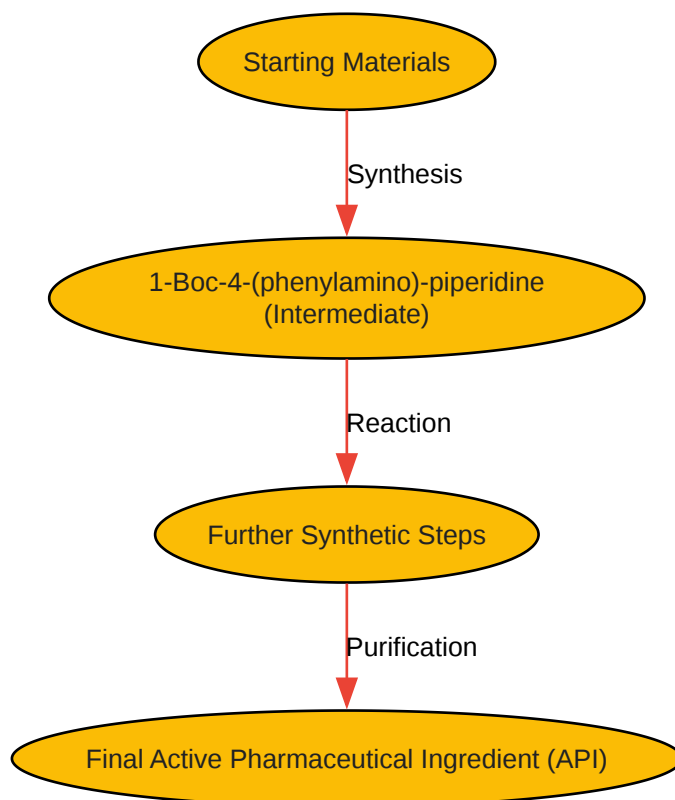 Starting Materials
Synthesis
1-Boc-4-(phenylamino)-piperidine
(Intermediate)
Reaction
Further Synthetic Steps
Purification
Final Active Pharmaceutical Ingredient (API)